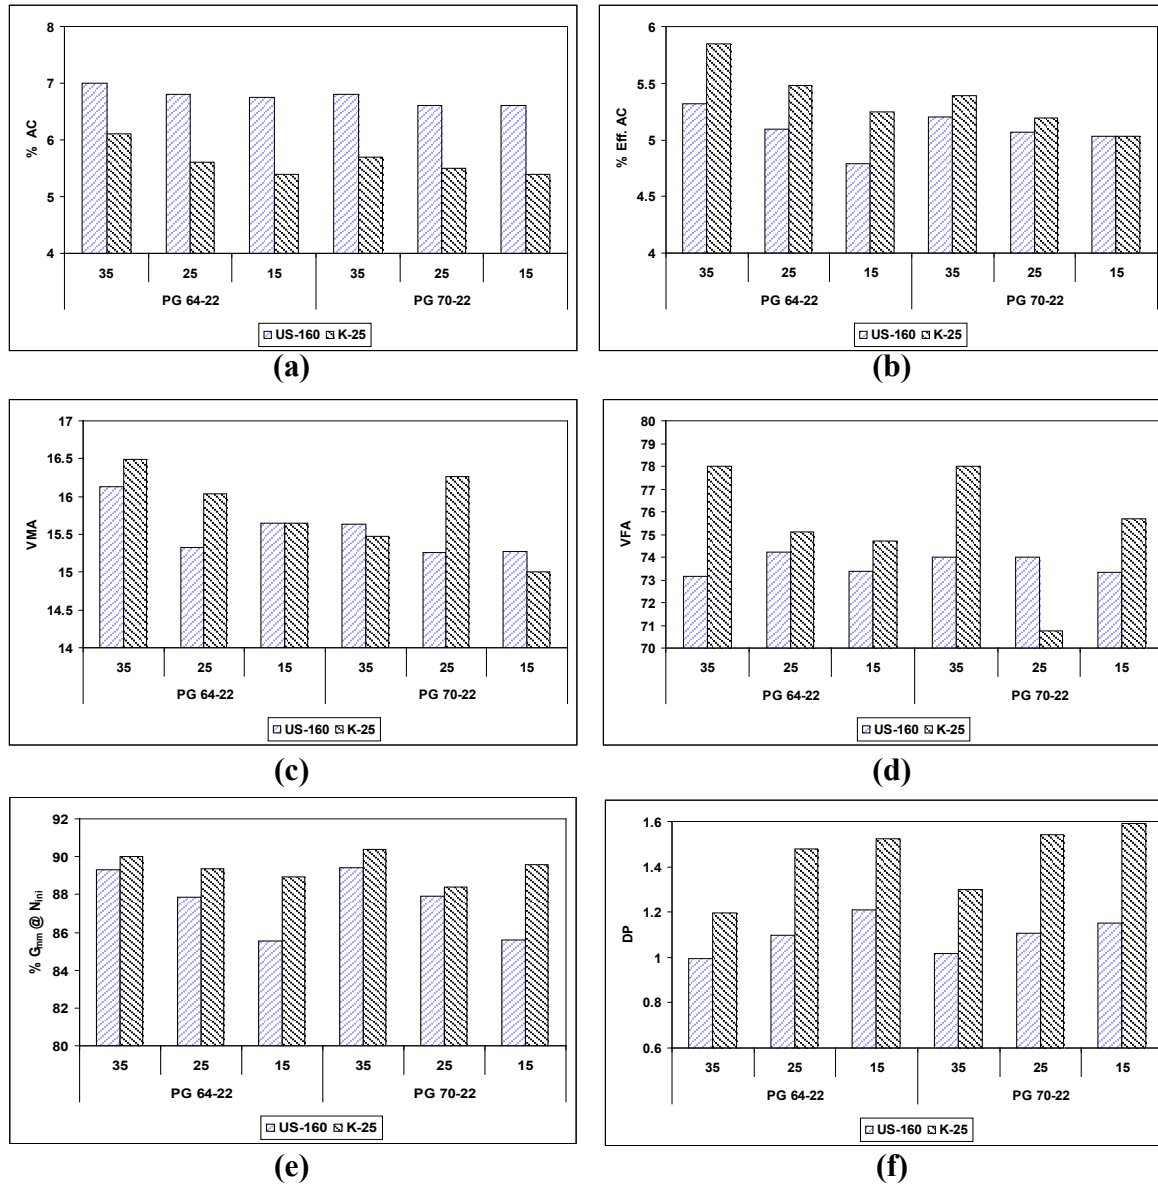 8
7
6
5
4
% AC
35 25 15 35 25 15
PG 64-22 PG 70-22
US-160 K-25
(a)
6
5.5
5
4.5
4
% Eff. AC
35 25 15 35 25 15
PG 64-22 PG 70-22
US-160 K-25
(b)
17
16.5
16
15.5
15
14.5
14
VMA
35 25 15 35 25 15
PG 64-22 PG 70-22
US-160 K-25
(c)
80
79
78
77
76
75
74
73
72
71
70
VFA
35 25 15 35 25 15
PG 64-22 PG 70-22
US-160 K-25
(d)
92
90
88
86
84
82
80
% Gmm @ Nini
35 25 15 35 25 15
PG 64-22 PG 70-22
US-160 K-25
(e)
1.6
1.4
1.2
1
0.8
0.6
DP
35 25 15 35 25 15
PG 64-22 PG 70-22
US-160 K-25
(f)